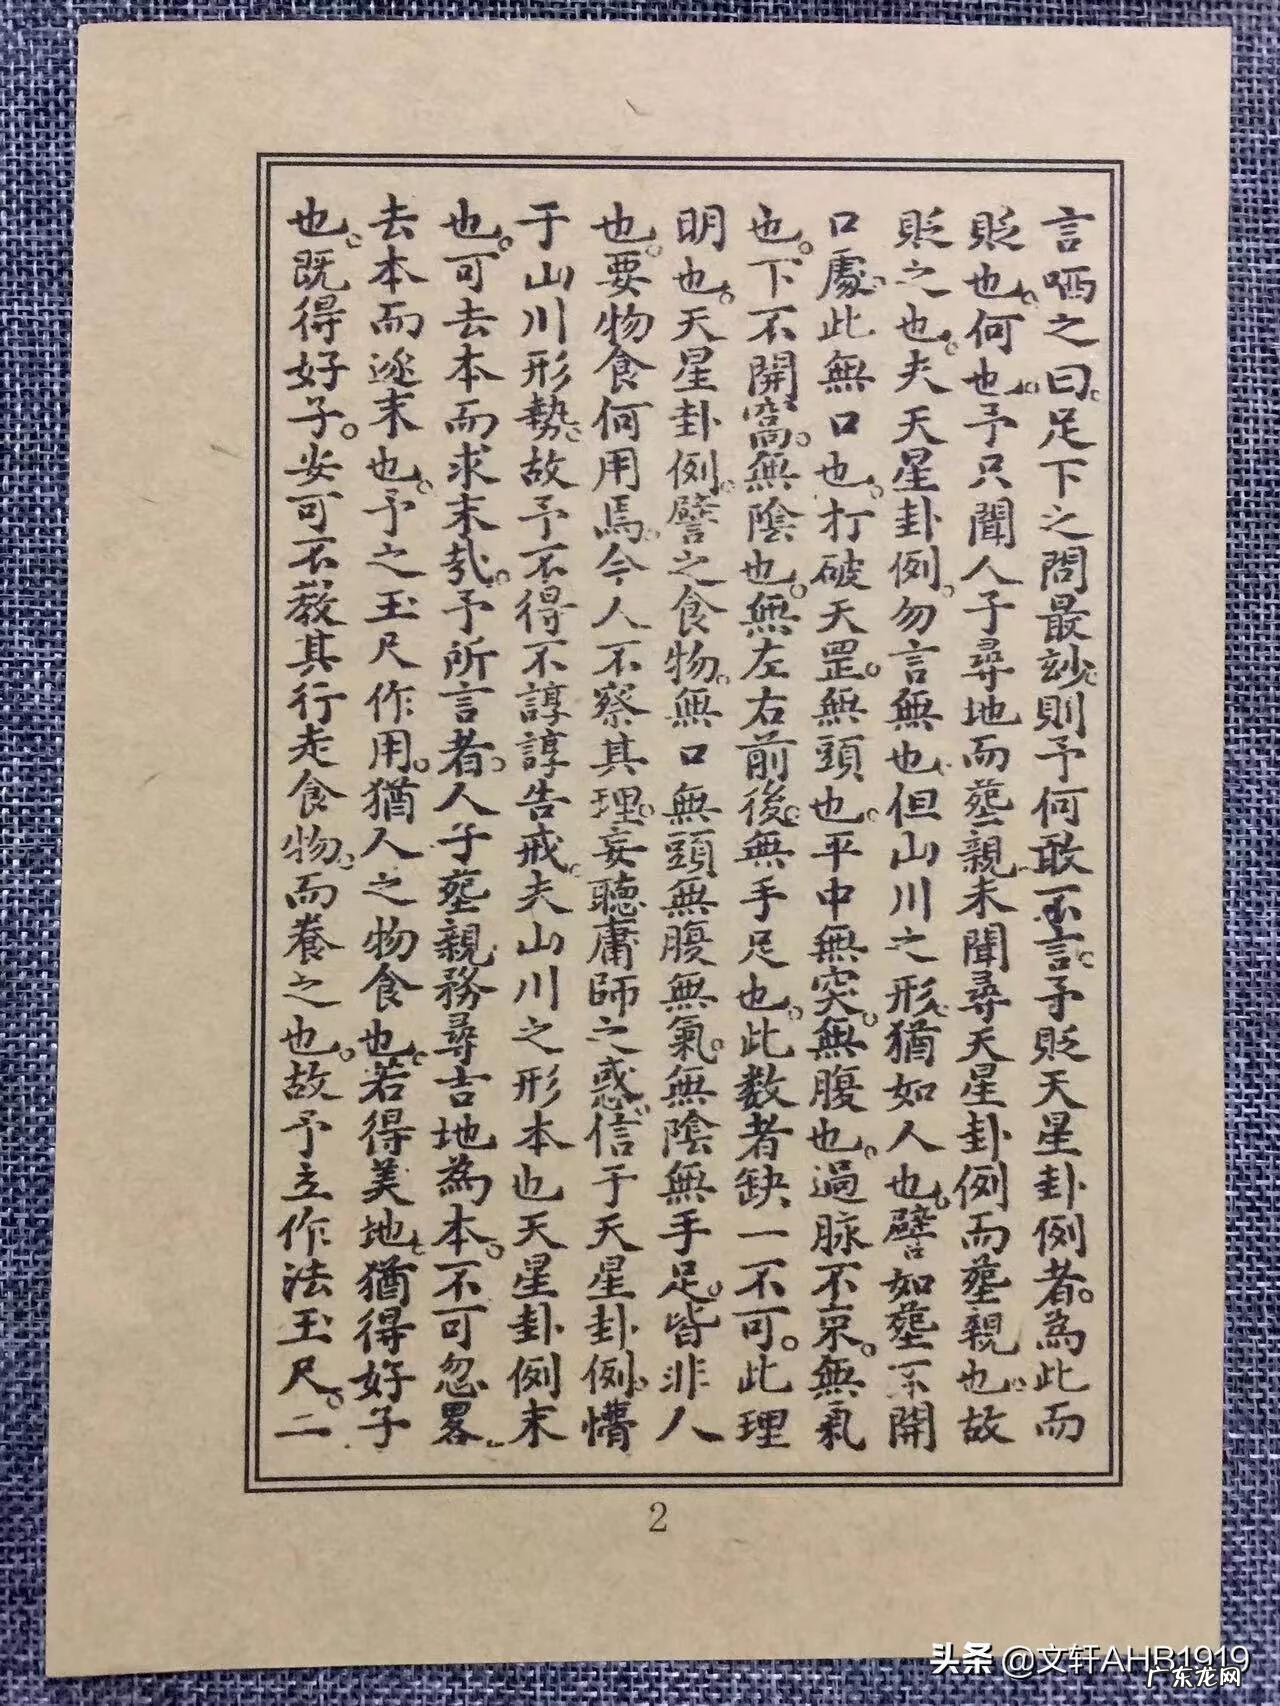 言哂之曰。足下之問最玅。則予何敢不言。予貶天星卦例者。為此而
貶也。何也。予只聞人子尋地而塟親。未聞尋天星卦例而塟親也。故
貶之也。夫天星卦例。勿言無也。但山川之形。猶如人也。譬如塟不開
口處。此無口也。打破天罡。無頭也。平中無突。無腹也。過脉不京。無氣
也。下不開窩。無陰也。無左右前後。無手足也。此数者缺一不可。此理
明也。天星卦例。譬之食物。無口無頭無腹無氣。無陰無手足。皆非人
也。要物食何用焉。今人不察其理。妄聽庸師之惑。信于天星卦例。懵
于山川形勢。故予不得不諄諄告戒。夫山川之形本也天星卦例末
也。可去本而求末㢤。予所言者。人子塟親務尋吉地為本。不可忽畧。
去本而逐末也。予之玉尺作用。猶人之物食也。若得美地。猶得好子
也。既得好子。安可不教其行走食物。而養之也。故予立作法玉尺。二
2
头条 @文轩AHB1919
广东龙网